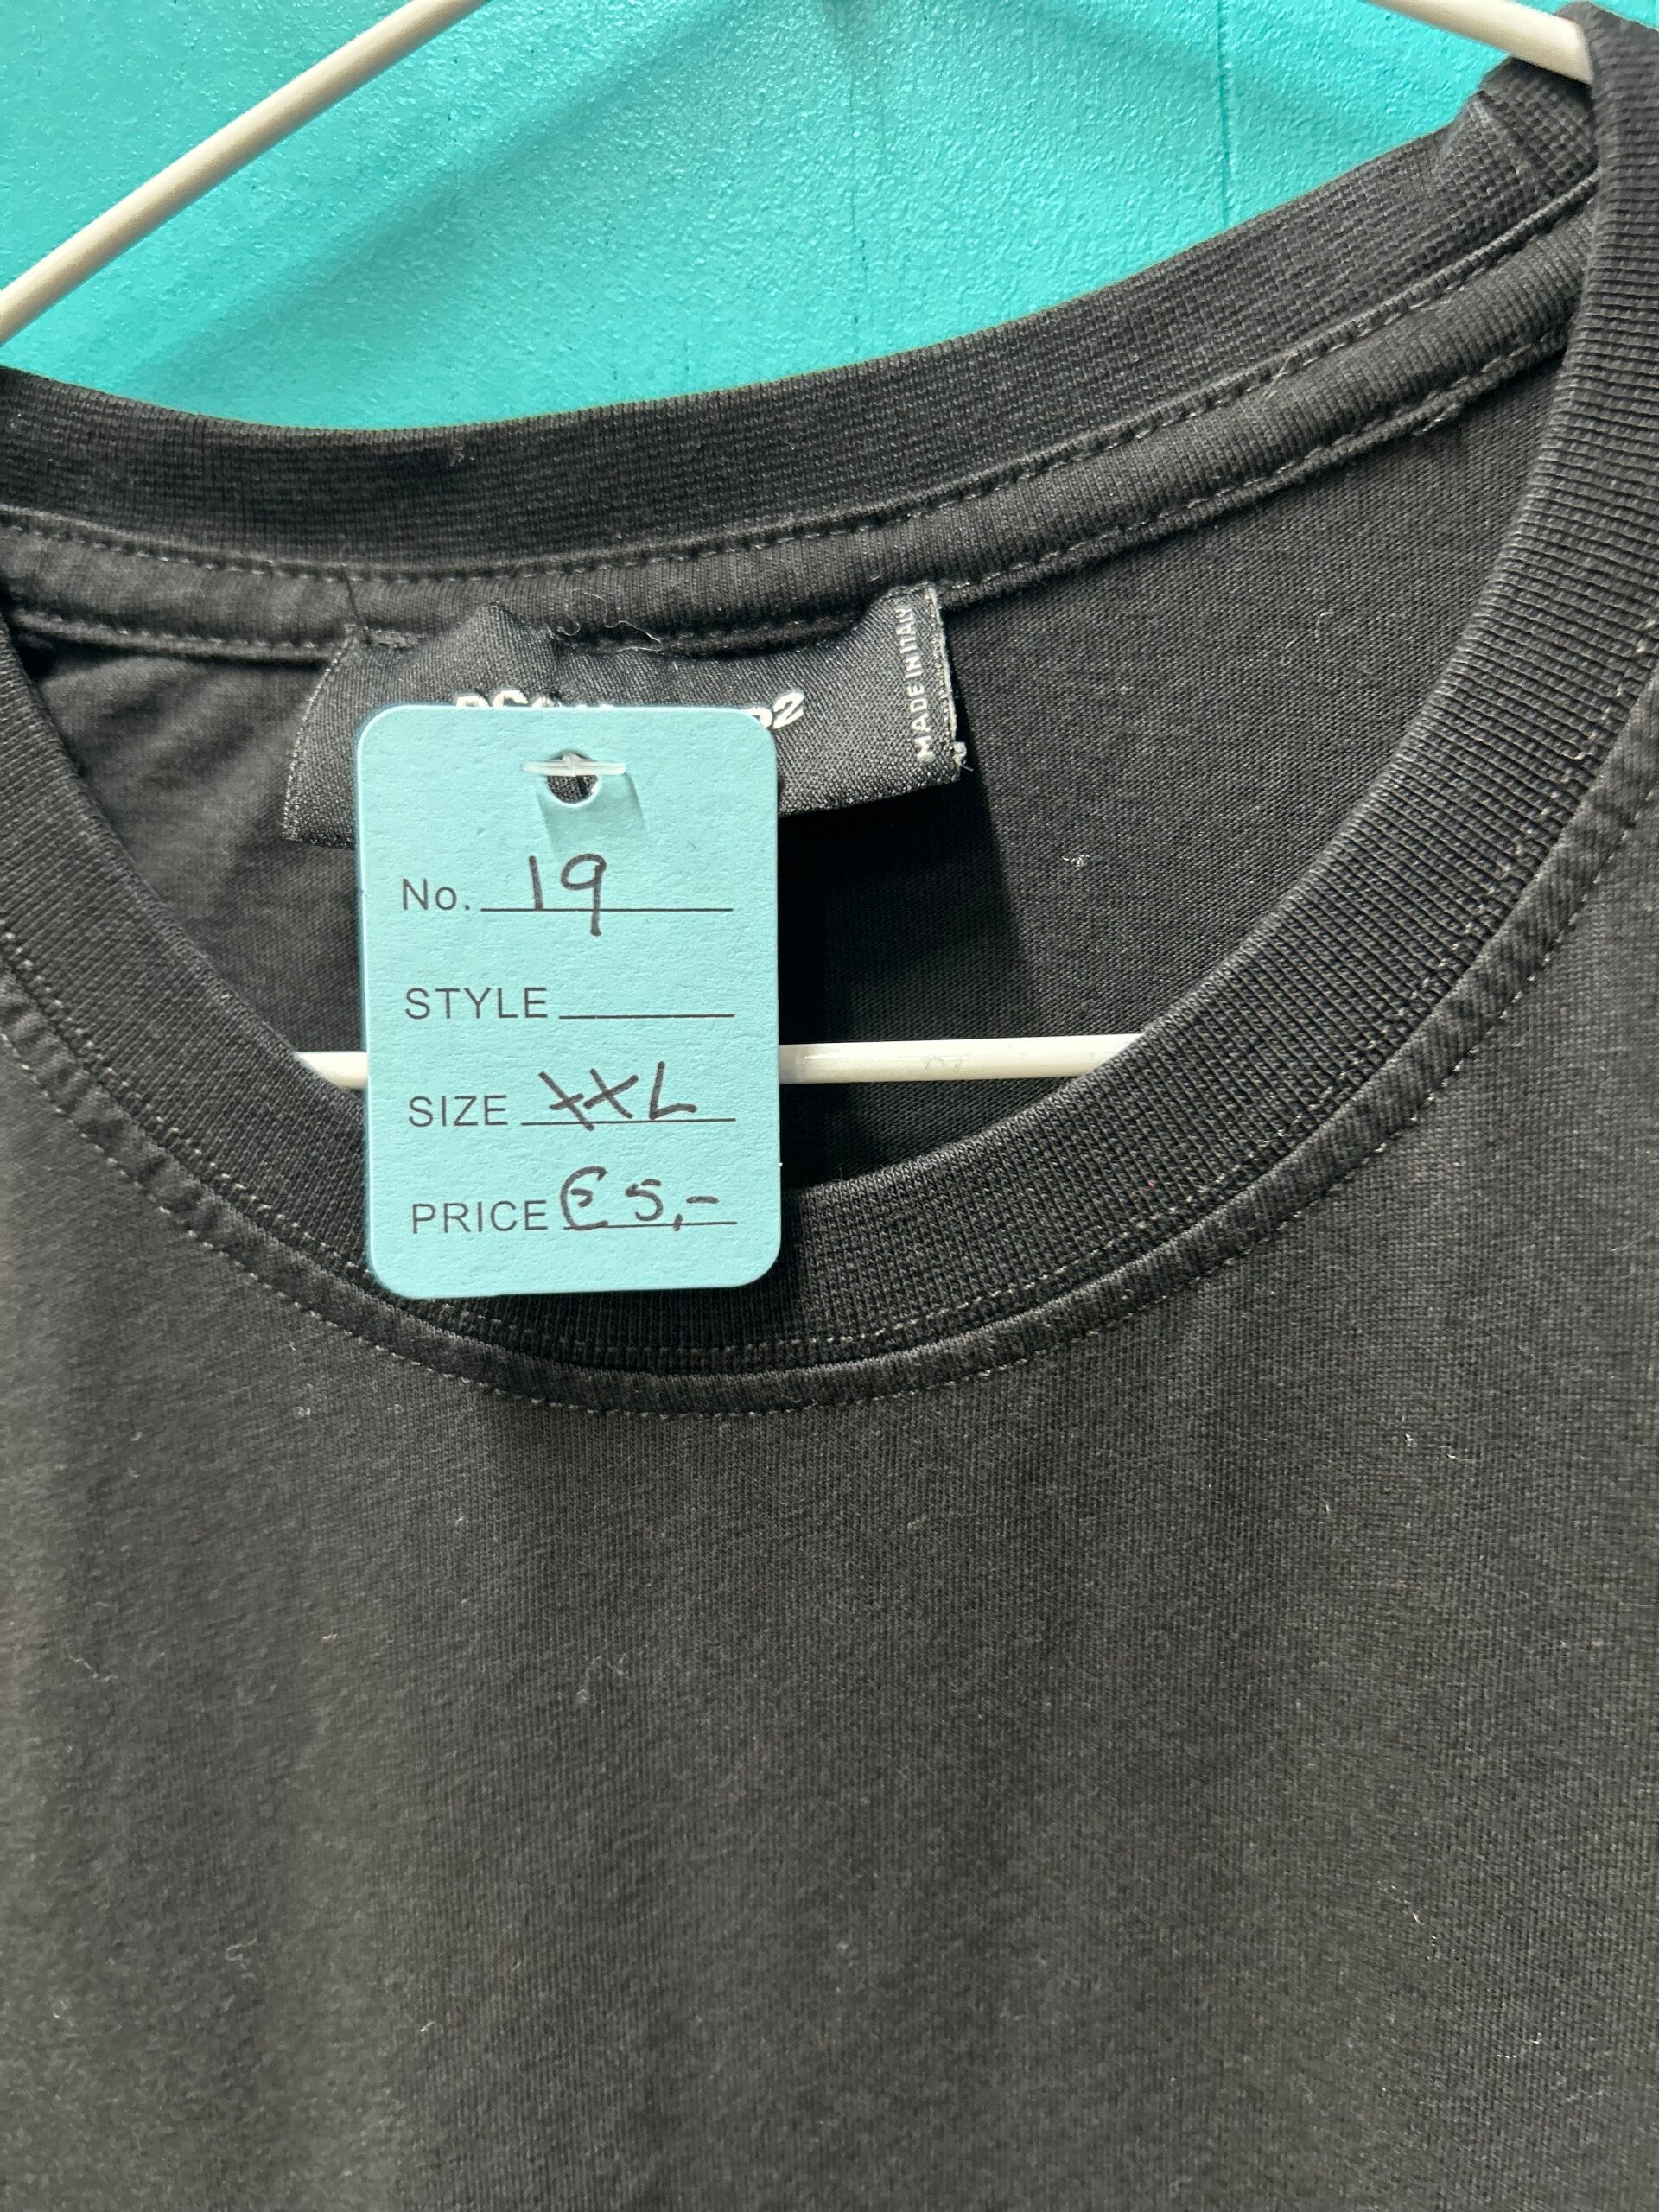 MADE IN ITALY
No. 19
STYLE
SIZE XXL
PRICE € 5,-